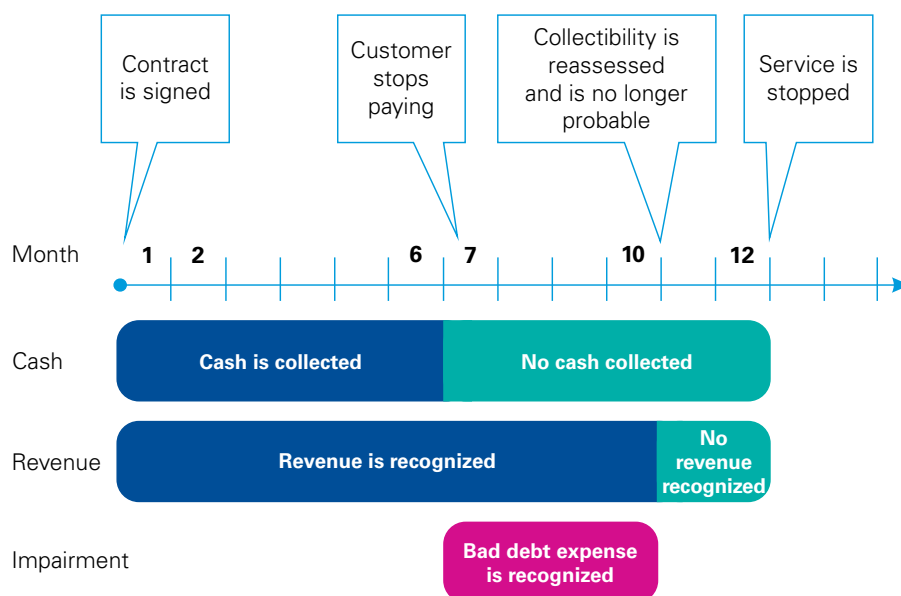 Contract
is signed
Customer
stops
paying
Collectibility is
reassessed
and is no longer
probable
Service is
stopped
Month
1 2 6 7 10 12
Cash
Cash is collected
No cash collected
Revenue
Revenue is recognized
No
revenue
recognized
Impairment
Bad debt expense
is recognized